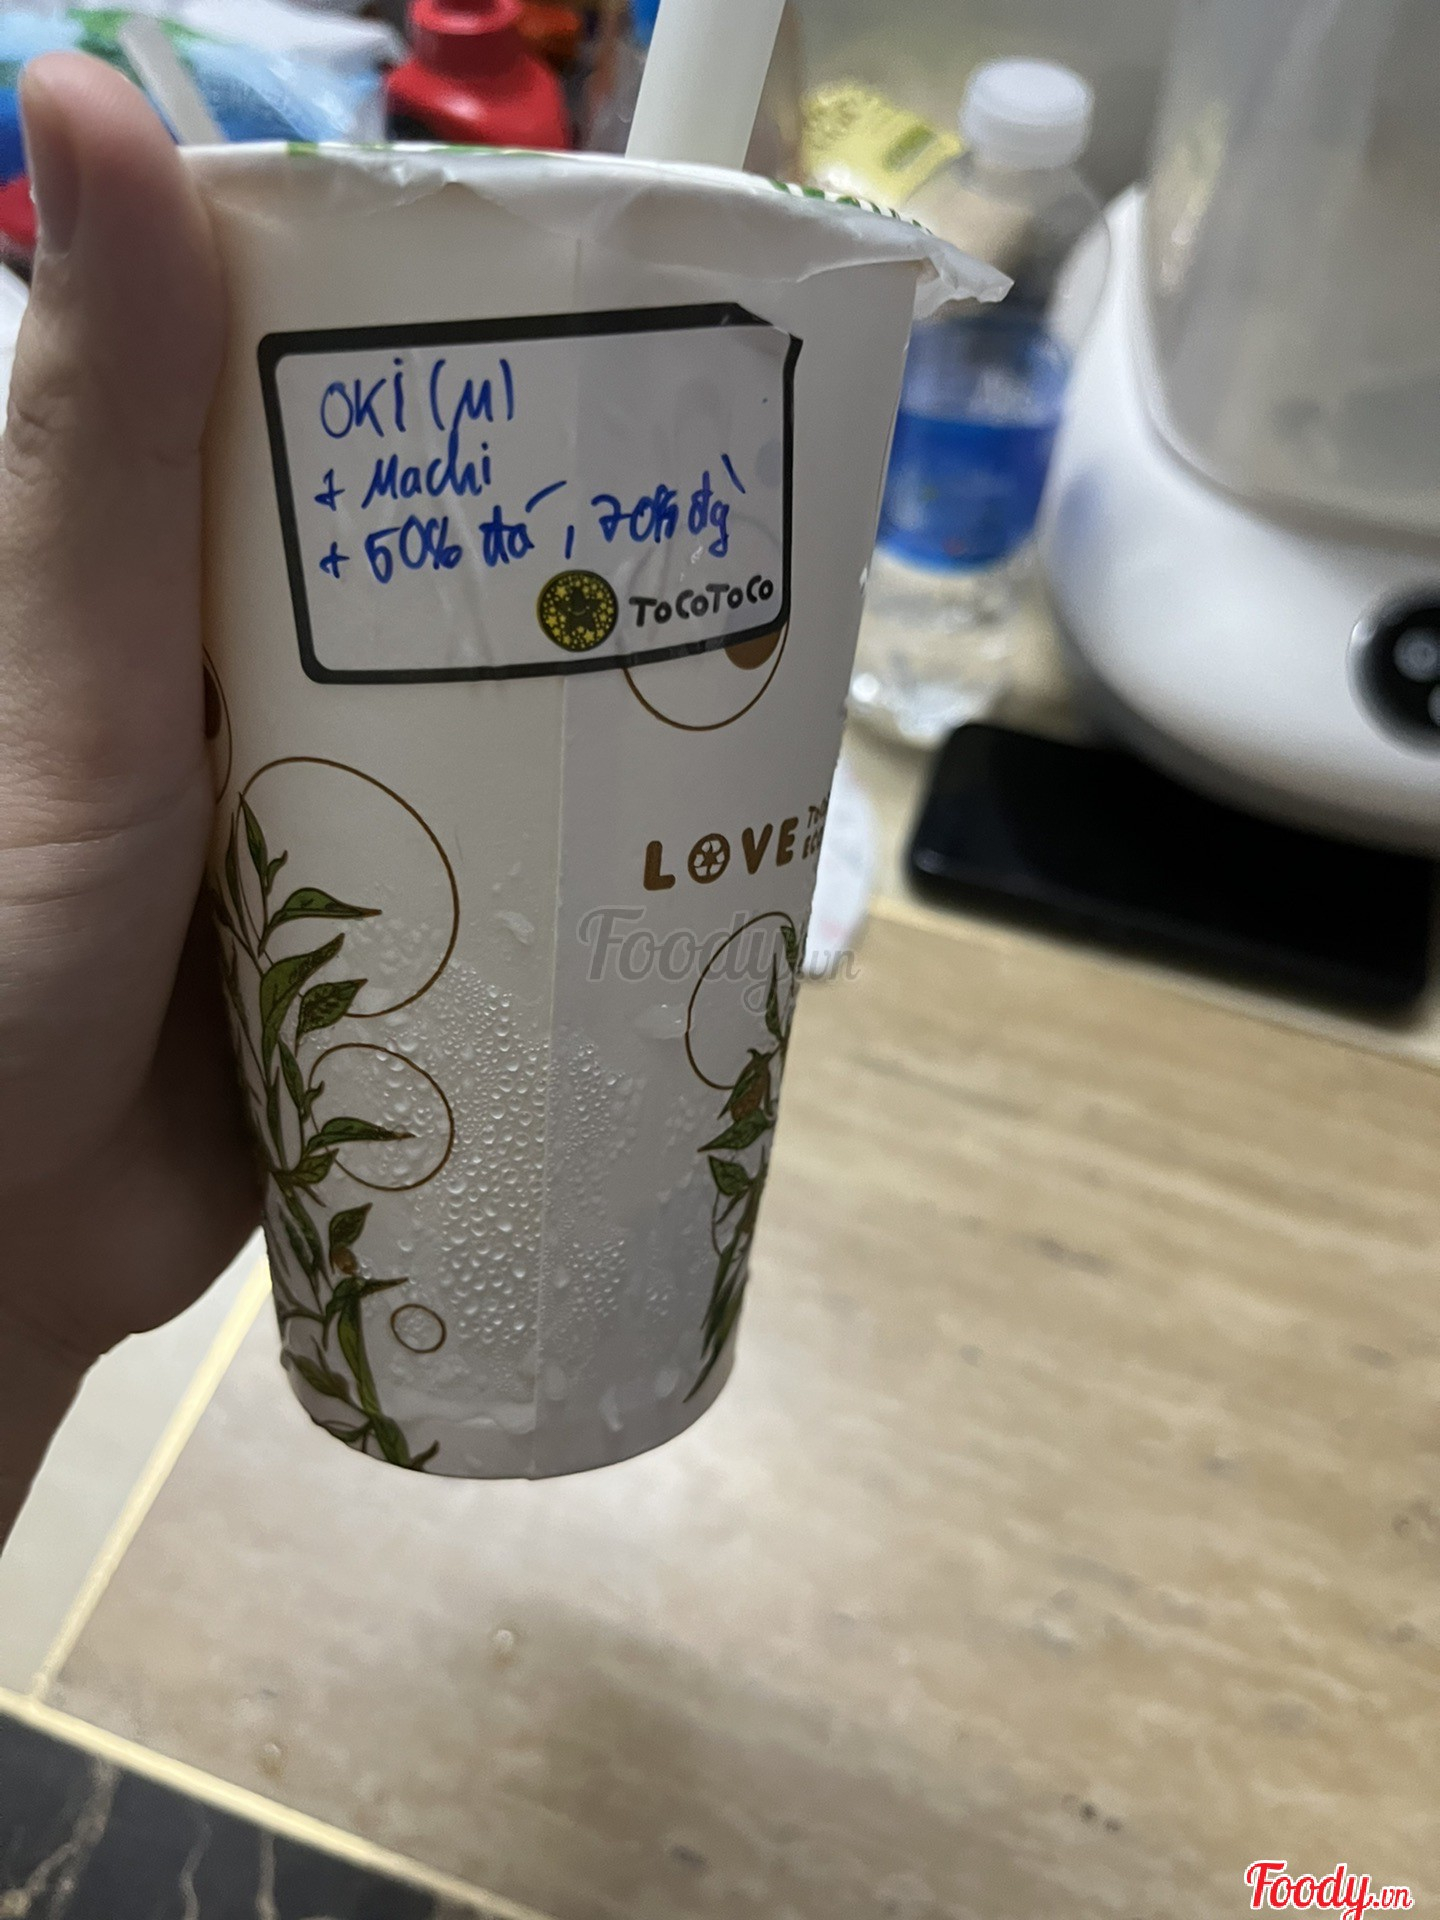 OKI (M)
+ Machi
+ 50% đá, 70% đg`
TOCOTOCO
LOVE
Foody.vn
Foody.vn